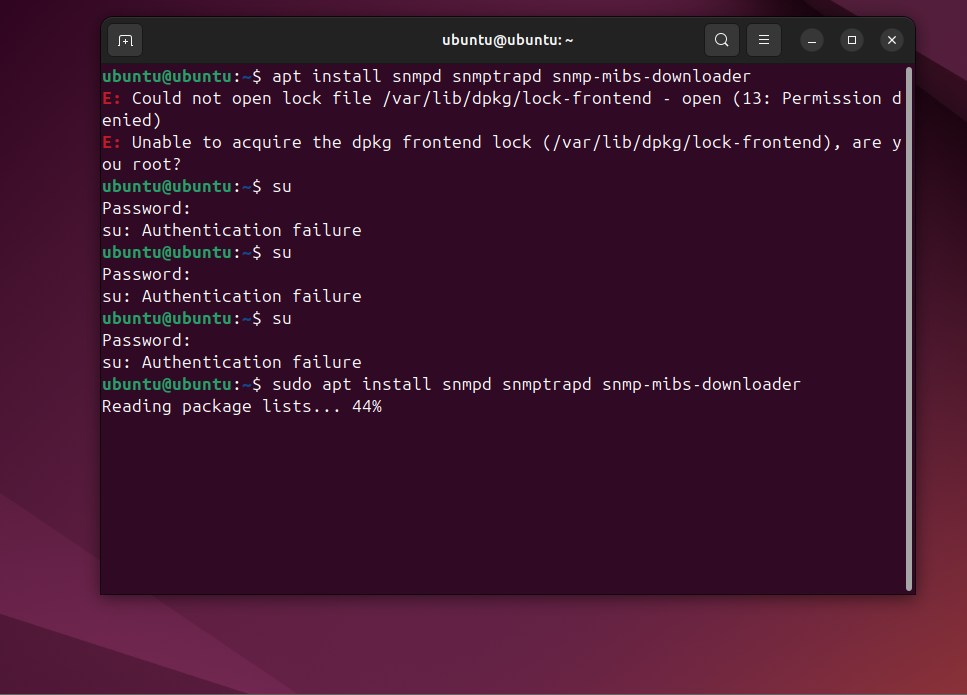 ubuntu@ubuntu: ~
ubuntu@ubuntu:~$ apt install snmpd snmptrapd snmp-mibs-downloader
E: Could not open lock file /var/lib/dpkg/lock-frontend - open (13: Permission d
enied)
E: Unable to acquire the dpkg frontend lock (/var/lib/dpkg/lock-frontend), are y
ou root?
ubuntu@ubuntu:~$ su
Password:
su: Authentication failure
ubuntu@ubuntu:~$ su
Password:
su: Authentication failure
ubuntu@ubuntu:~$ su
Password:
su: Authentication failure
ubuntu@ubuntu:~$ sudo apt install snmpd snmptrapd snmp-mibs-downloader
Reading package lists... 44%